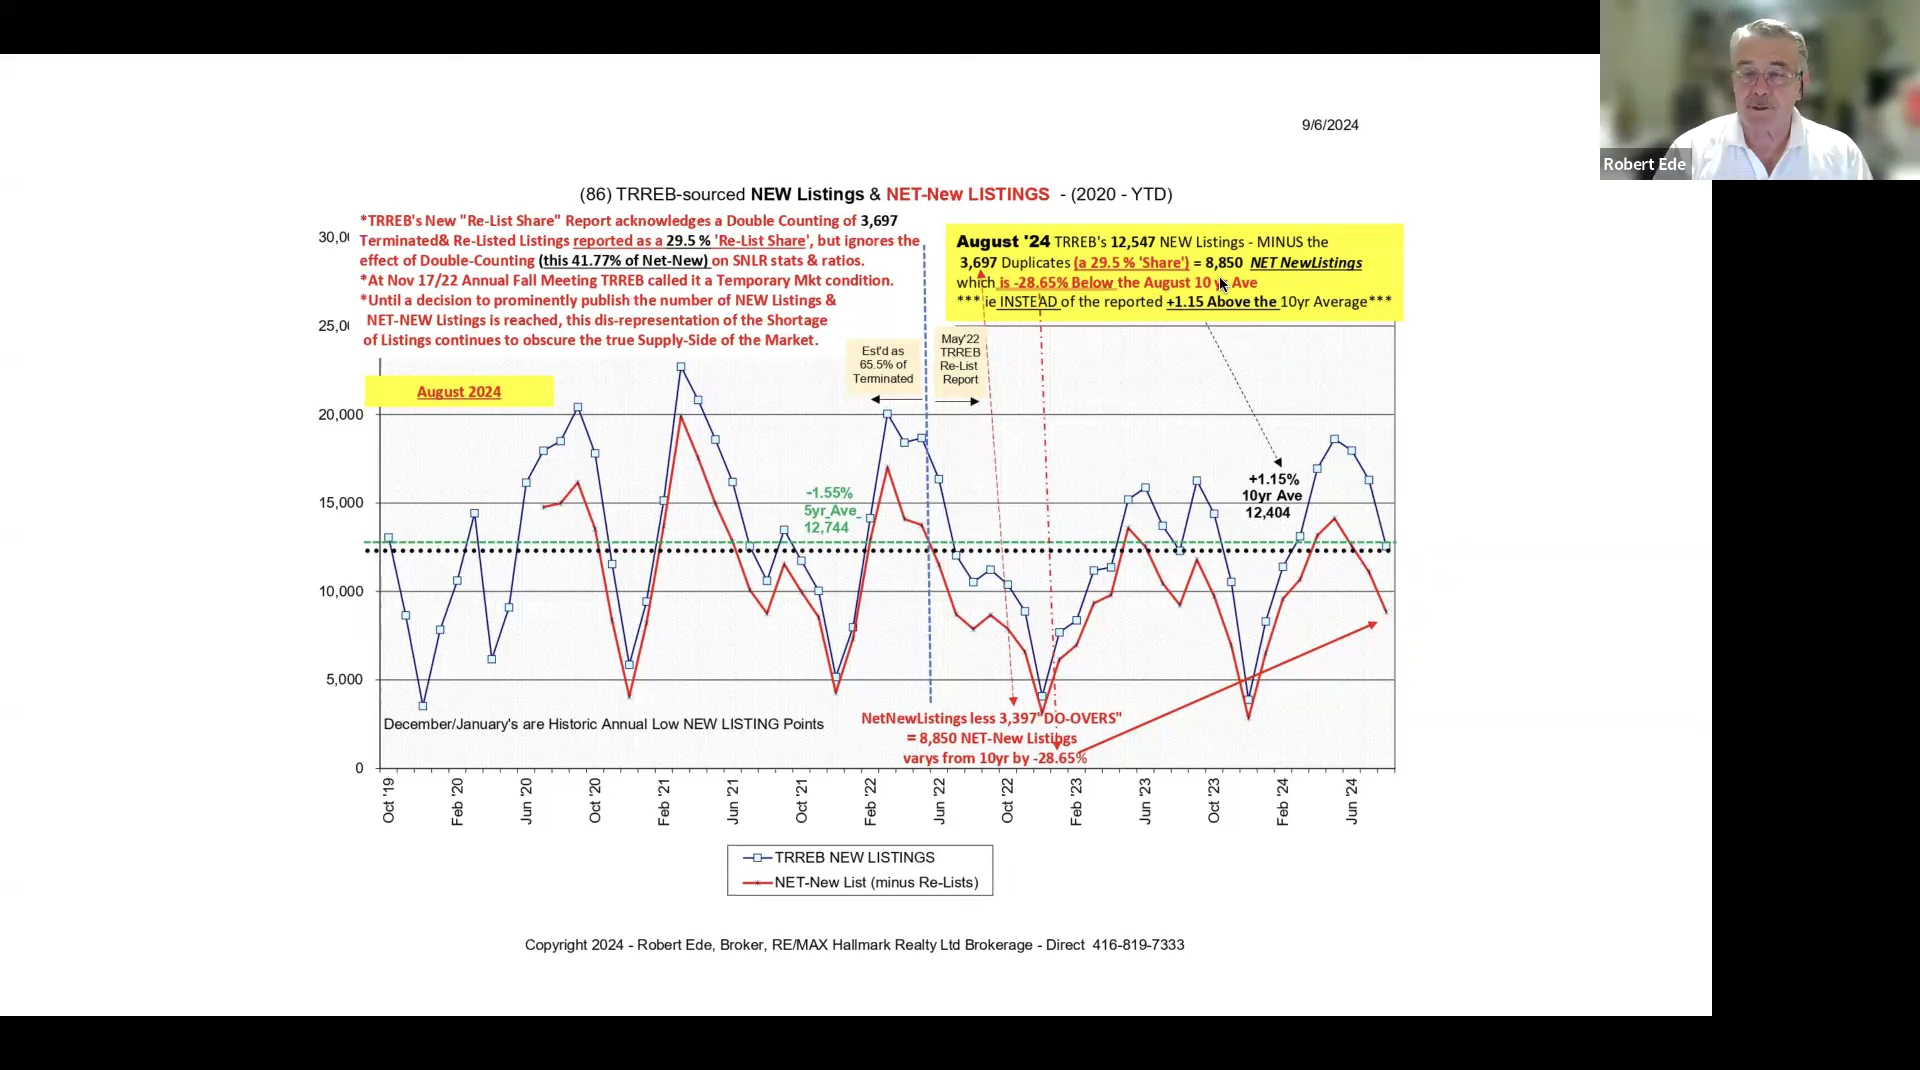 Robert Ede
9/6/2024
(86) TRREB-sourced NEW Listings & NET-New LISTINGS - (2020 - YTD)
*TRREB's New "Re-List Share" Report acknowledges a Double Counting of 3,697
Terminated& Re-Listed Listings reported as a 29.5 % 'Re-List Share', but ignores the
effect of Double-Counting (this 41.77% of Net-New) on SNLR stats & ratios.
*At Nov 17/22 Annual Fall Meeting TRREB called it a Temporary Mkt condition.
*Until a decision to prominently publish the number of NEW Listings &
NET-NEW Listings is reached, this dis-representation of the Shortage
of Listings continues to obscure the true Supply-Side of the Market.
August '24 TRREB's 12,547 NEW Listings - MINUS the
3,697 Duplicates (a 29.5 % 'Share') = 8,850 NET NewListings
which is -28.65% Below the August 10 yr Ave
*** ie INSTEAD of the reported +1.15 Above the 10yr Average***
August 2024
Est'd as
65.5% of
Terminated
May'22
TRREB
Re-List
Report
-1.55%
5yr Ave
12,744
+1.15%
10yr Ave
12,404
30,0
25,0
20,000
15,000
10,000
5,000
0
December/January's are Historic Annual Low NEW LISTING Points
NetNewListings less 3,397"DO-OVERS"
= 8,850 NET-New Listings
varys from 10yr by -28.65%
Oct '19
Feb '20
Jun '20
Oct '20
Feb '21
Jun '21
Oct '21
Feb '22
Jun '22
Oct '22
Feb '23
Jun '23
Oct '23
Feb '24
Jun '24
TRREB NEW LISTINGS
NET-New List (minus Re-Lists)
Copyright 2024 - Robert Ede, Broker, RE/MAX Hallmark Realty Ltd Brokerage - Direct 416-819-7333